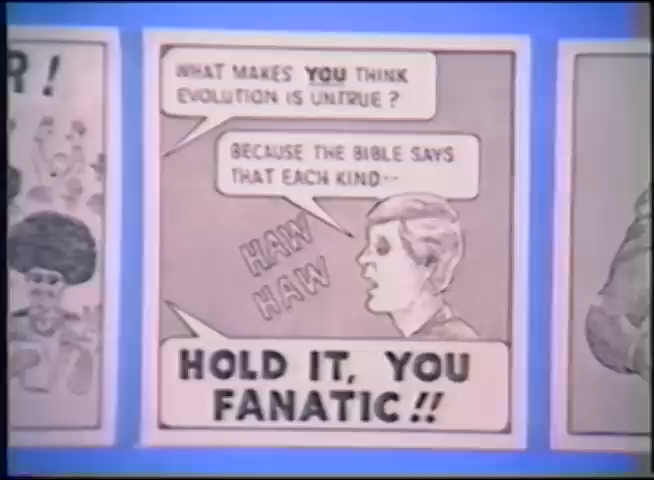 R!
WHAT MAKES YOU THINK
EVOLUTION IS UNTRUE?
BECAUSE THE BIBLE SAYS
THAT EACH KIND--
HAW
HAW
HOLD IT, YOU
FANATIC!!